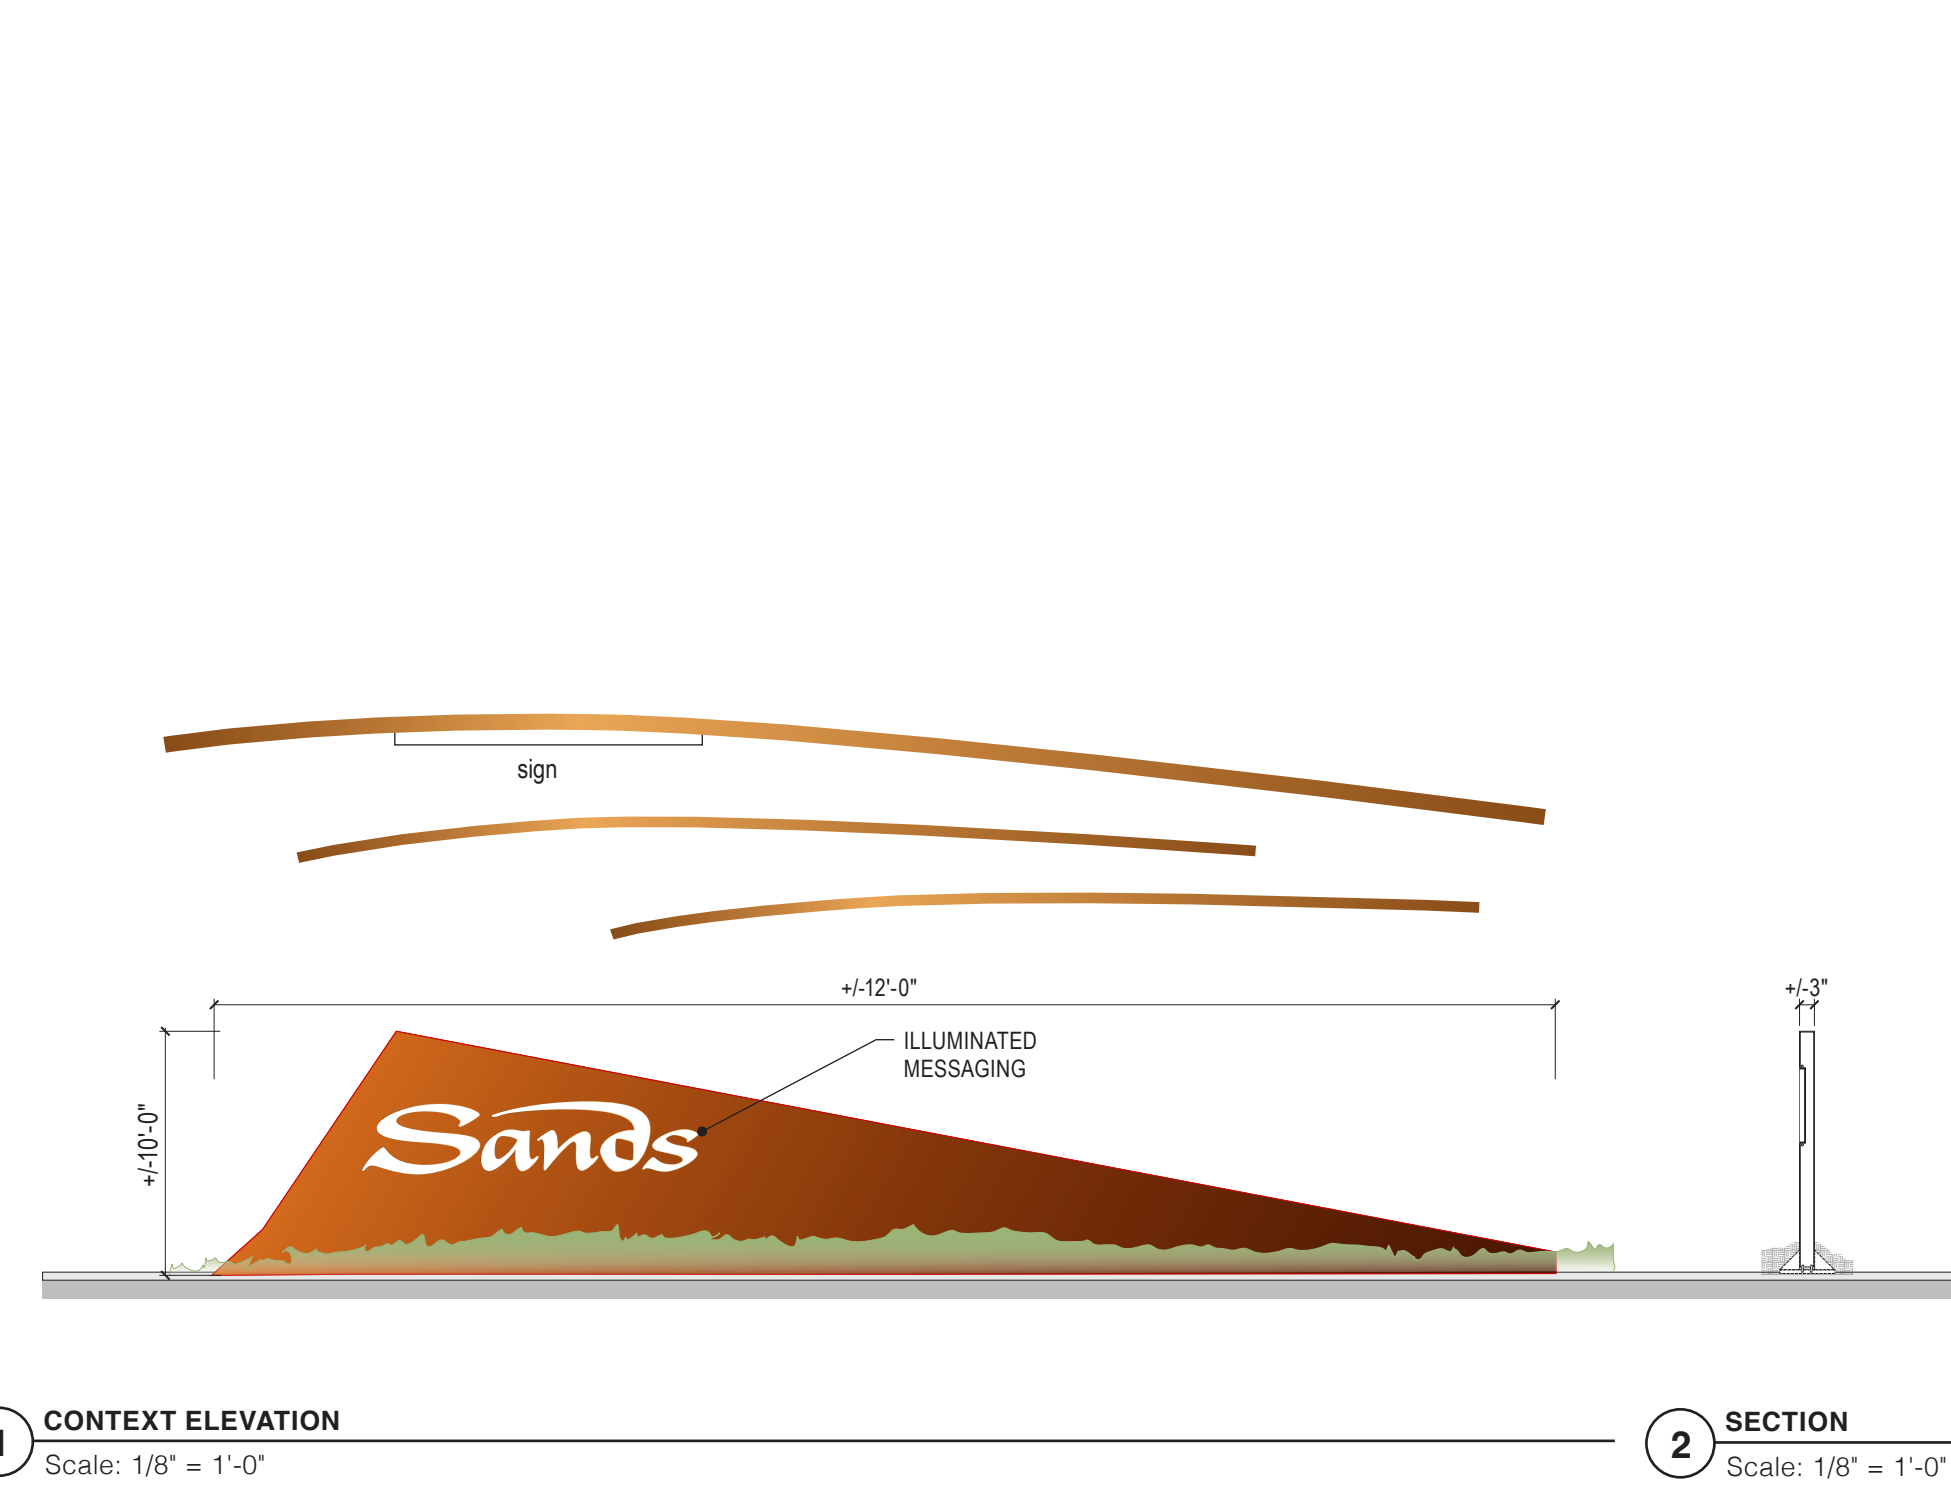 sign
+/-12'-0"
+/-3"
ILLUMINATED
MESSAGING
+/-10'-0"
Sands
CONTEXT ELEVATION
Scale: 1/8" = 1'-0"
2
SECTION
Scale: 1/8" = 1'-0"